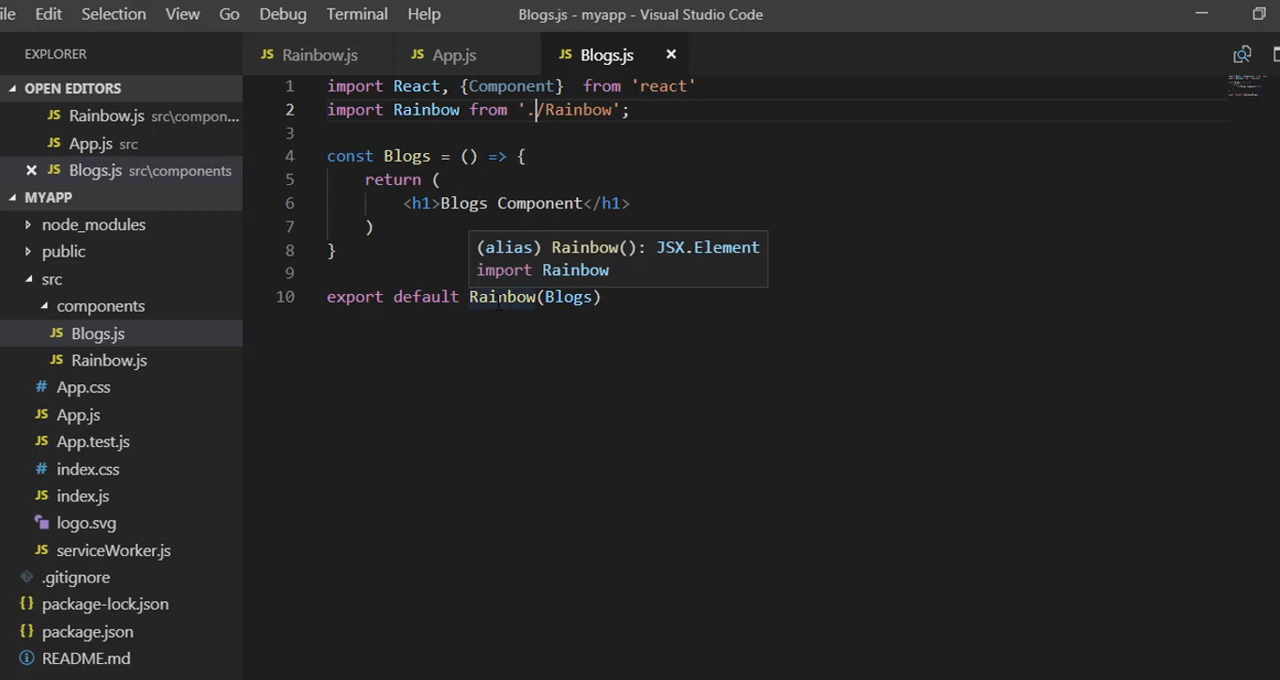 ile Edit Selection View Go Debug Terminal Help Blogs.js - myapp - Visual Studio Code
EXPLORER
OPEN EDITORS
JS Rainbow.js src\compon...
JS App.js src
JS Blogs.js src\components
MYAPP
node_modules
public
src
components
JS Blogs.js
JS Rainbow.js
# App.css
JS App.js
JS App.test.js
# index.css
JS index.js
logo.svg
JS serviceWorker.js
.gitignore
{} package-lock.json
{} package.json
README.md
JS Rainbow.js JS App.js JS Blogs.js
1 import React, {Component}  from 'react'
2 import Rainbow from './Rainbow';
3
4 const Blogs = () => {
5 return (
6 <h1>Blogs Component</h1>
7 )
8 }
9
(alias) Rainbow(): JSX.Element
import Rainbow
10 export default Rainbow(Blogs)